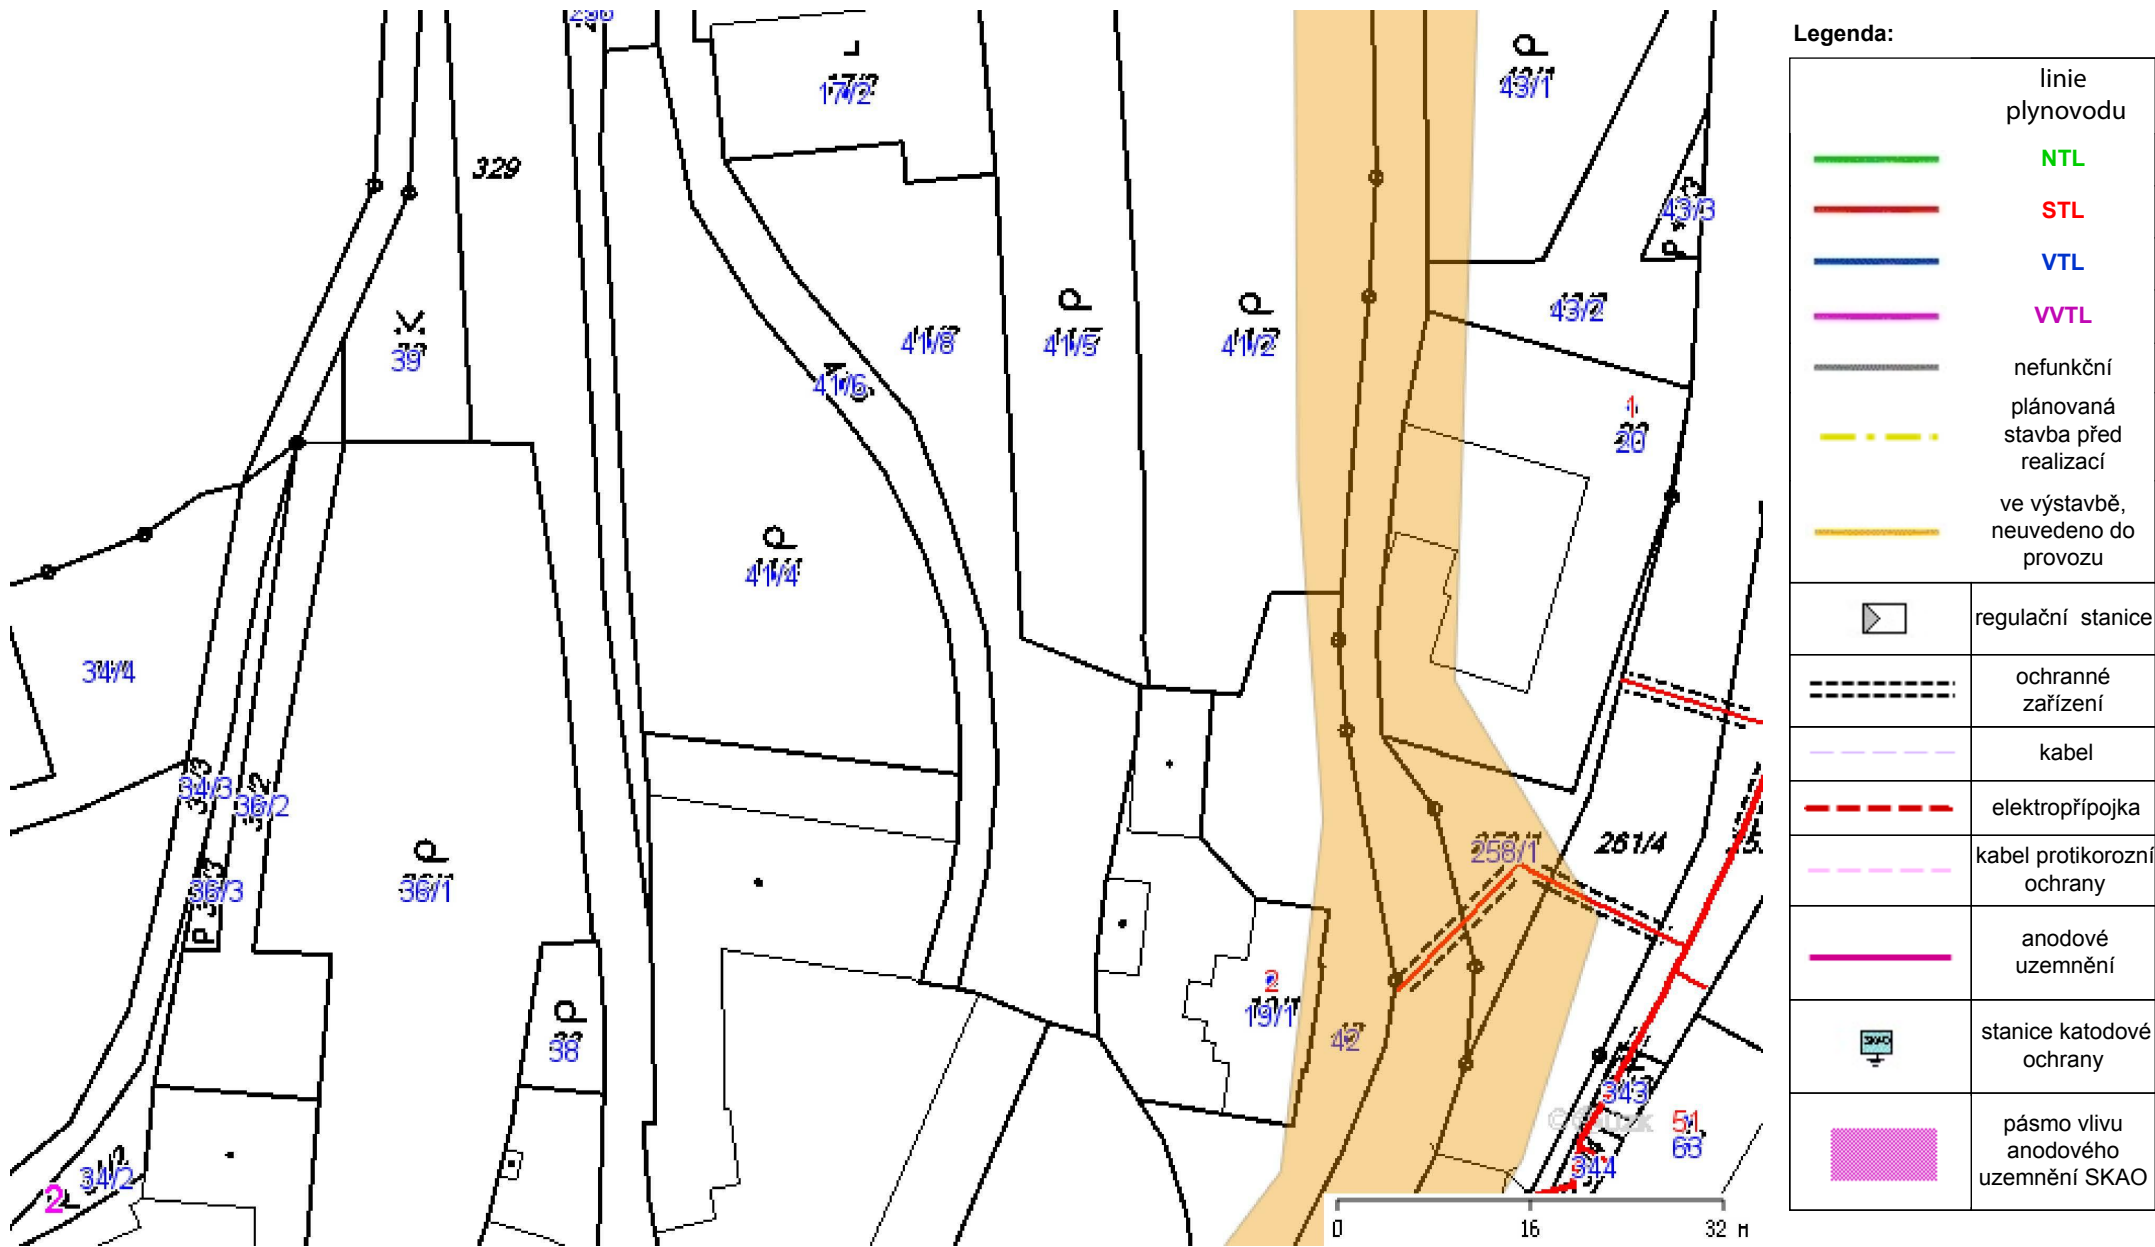 Legenda:
linie
plynovodu
NTL
STL
VTL
VVTL
nefunkční
plánovaná
stavba před
realizací
ve výstavbě,
neuvedeno do
provozu
regulační stanice
ochranné
zařízení
kabel
elektropřípojka
kabel protikorozní
ochrany
anodové
uzemnění
SKAO
stanice katodové
ochrany
pásmo vlivu
anodového
uzemnění SKAO
17/2
43/1
329
43/3
P
43/2
39
41/8
41/5
41/2
41/6
1
20
41/4
34/4
34/3
36/2
258/1
261/4
36/3
P
36/1
2
19/1
42
38
343
51
63
344
34/2
2
0 16 32 M